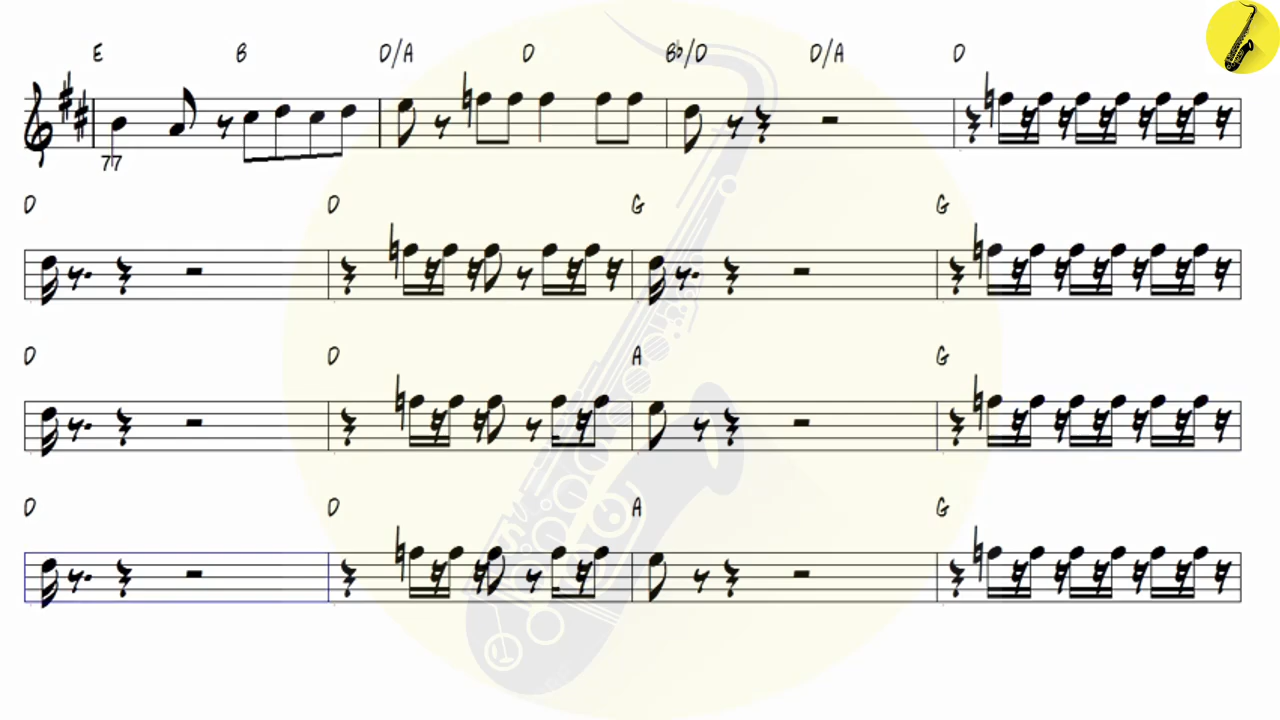 E B D/A D B♭/D D/A D
77
D D G G
D D A G
D D A G